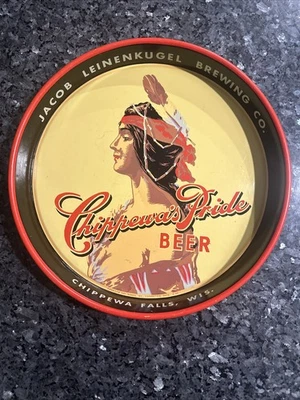 JACOB LEINENKUGEL BREWING CO.
Chippewa's Pride
BEER
CHIPPEWA FALLS, WIS.